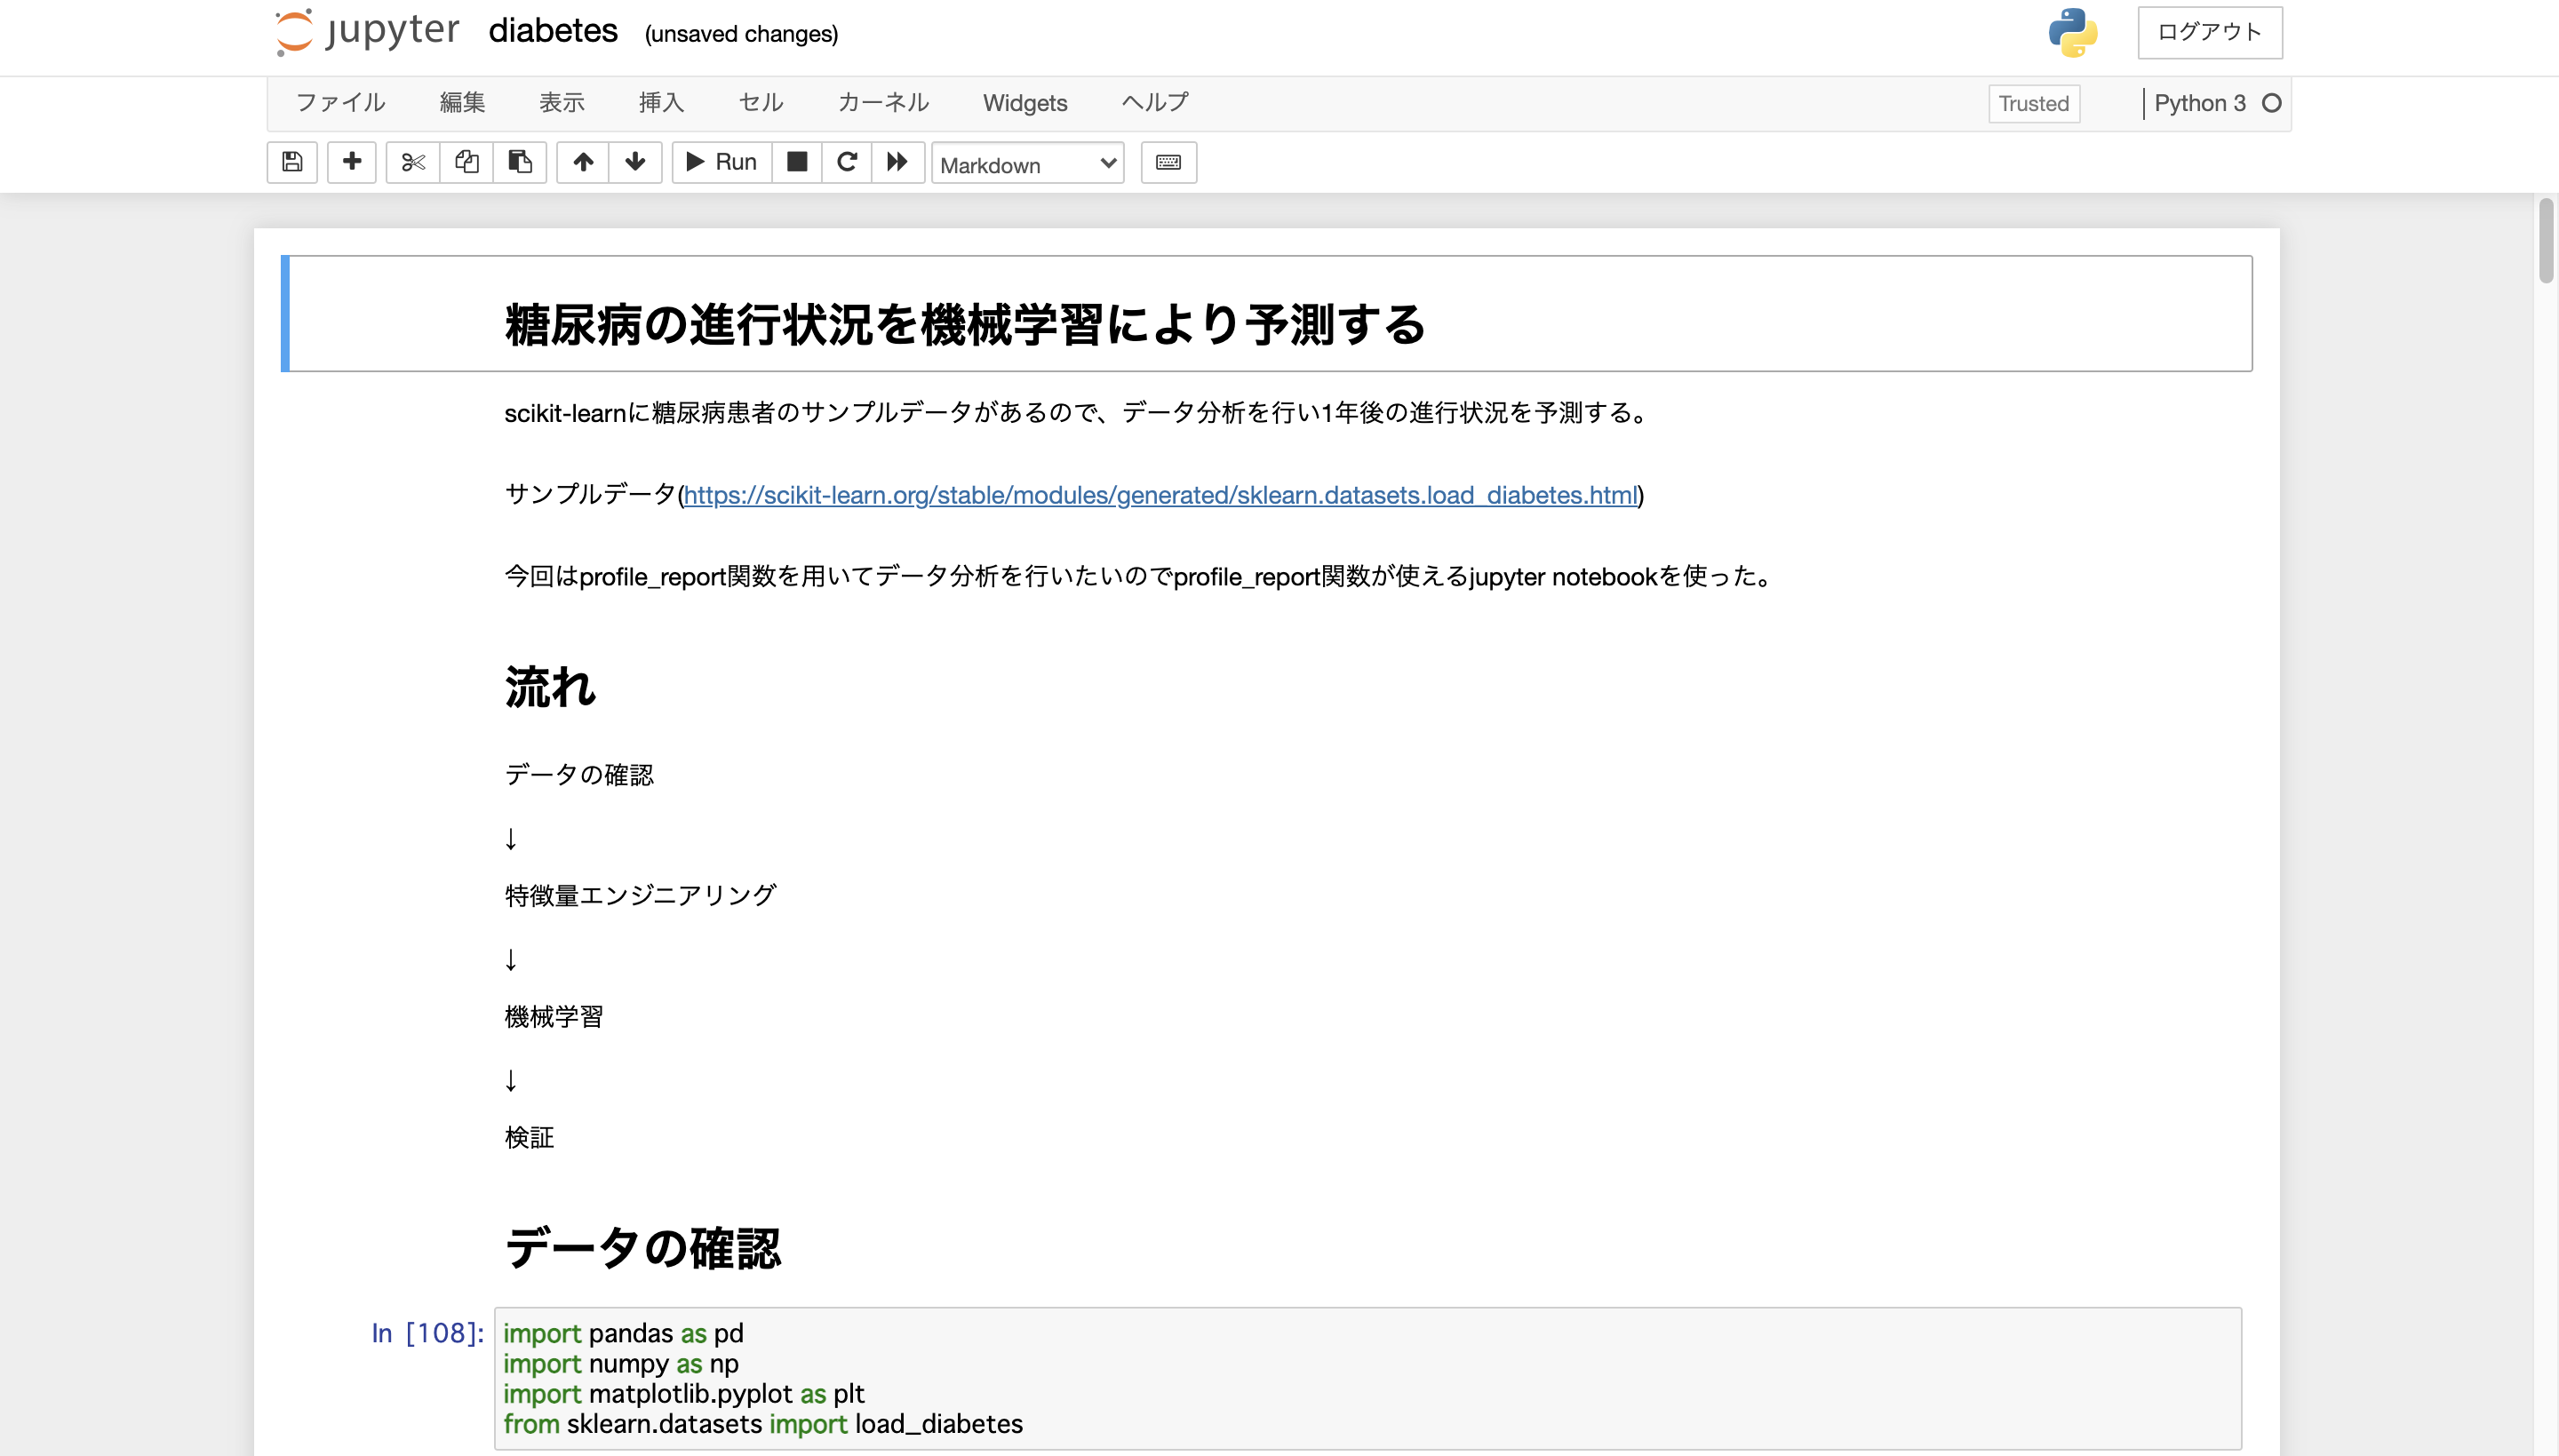 jupyter diabetes (unsaved changes) ログアウト
ファイル 編集 表示 挿入 セル カーネル Widgets ヘルプ Trusted Python 3
Run Markdown
糖尿病の進行状況を機械学習により予測する
scikit-learnに糖尿病患者のサンプルデータがあるので、データ分析を行い1年後の進行状況を予測する。
サンプルデータ(https://scikit-learn.org/stable/modules/generated/sklearn.datasets.load_diabetes.html)
今回はprofile_report関数を用いてデータ分析を行いたいのでprofile_report関数が使えるjupyter notebookを使った。
流れ
データの確認
↓
特徴量エンジニアリング
↓
機械学習
↓
検証
データの確認
In [108]: import pandas as pd
import numpy as np
import matplotlib.pyplot as plt
from sklearn.datasets import load_diabetes